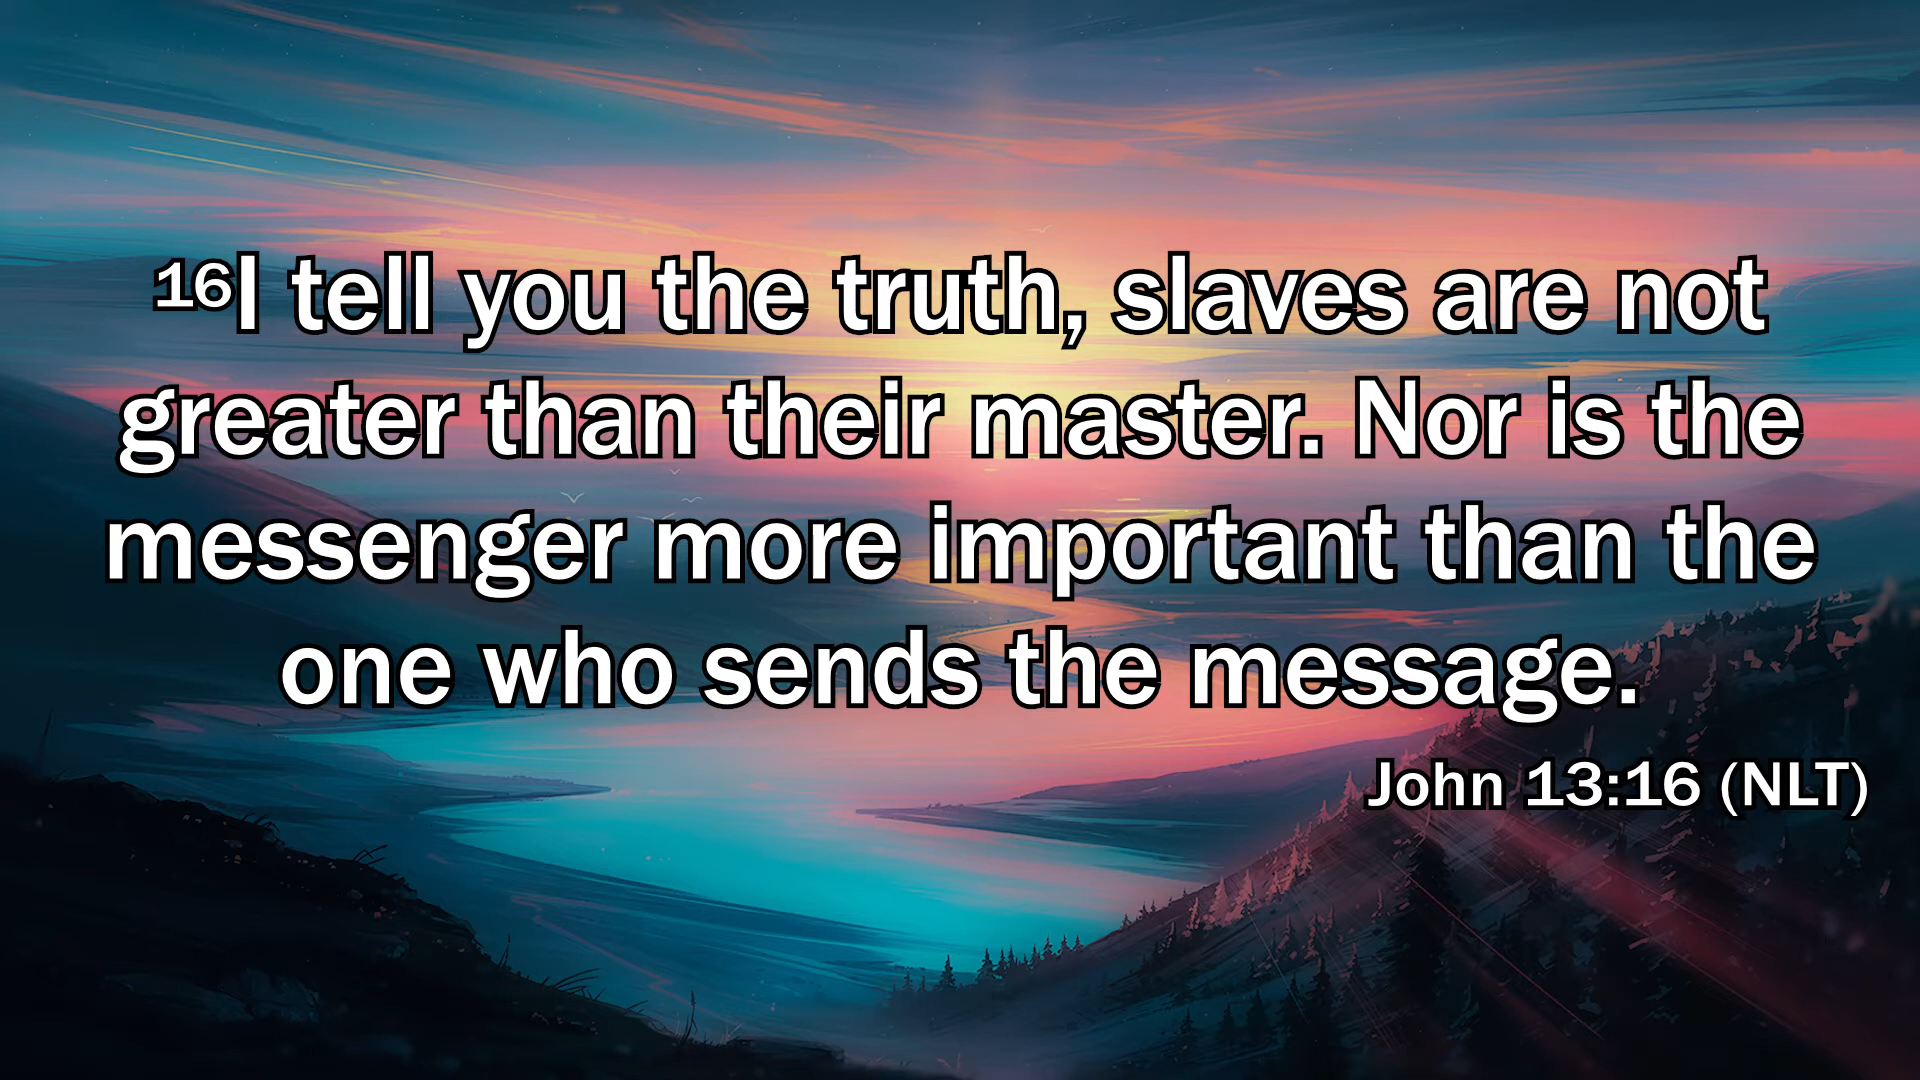 16I tell you the truth, slaves are not
greater than their master. Nor is the
messenger more important than the
one who sends the message.
John 13:16 (NLT)